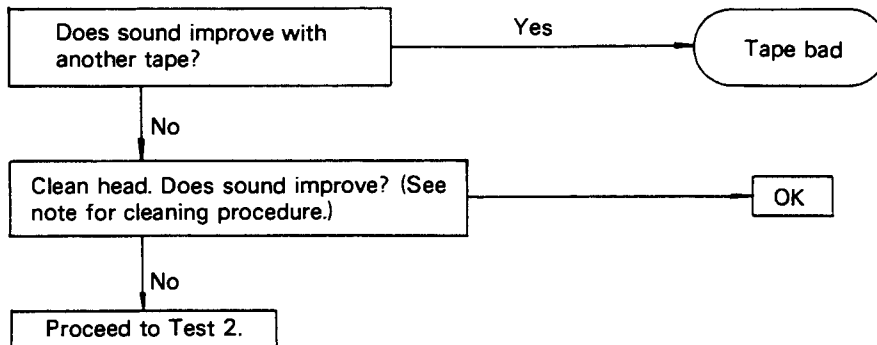 Does sound improve with
another tape?
Yes
Tape bad
No
Clean head. Does sound improve? (See
note for cleaning procedure.)
OK
No
Proceed to Test 2.